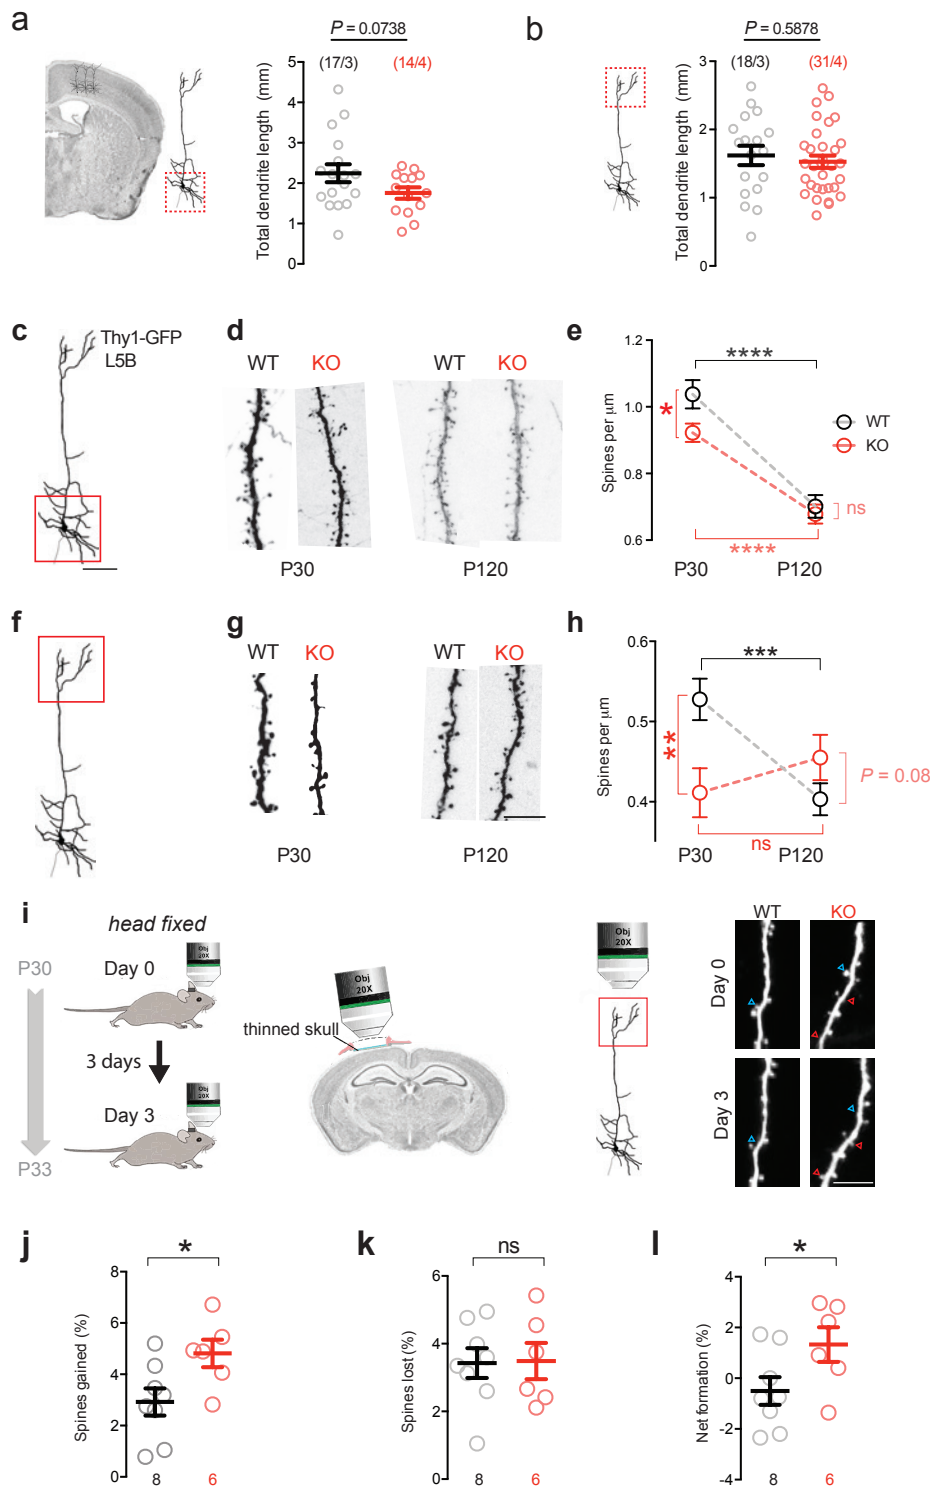 a
P = 0.0738
(17/3)
(14/4)
Total dendrite length (mm)
5
4
3
2
1
0
b
P = 0.5878
(18/3)
(31/4)
Total dendrite length (mm)
3
2
1
0
c
Thy1-GFP
L5B
d
WT
KO
WT
KO
P30
P120
e
Spines per μm
1.2
1.0
0.8
0.6
****
*
WT
KO
ns
****
P30
P120
f
g
WT
KO
WT
KO
P30
P120
h
Spines per μm
0.6
0.5
0.4
***
**
P = 0.08
ns
P30
P120
i
head fixed
P30
Day 0
Obj
20X
3 days
Day 3
Obj
20X
P33
Obj
20X
thinned skull
Obj
20X
WT
KO
Day 0
Day 3
j
*
Spines gained (%)
8
6
4
2
0
8
6
k
ns
Spines lost (%)
6
4
2
0
8
6
l
*
Net formation (%)
4
2
0
-2
-4
8
6